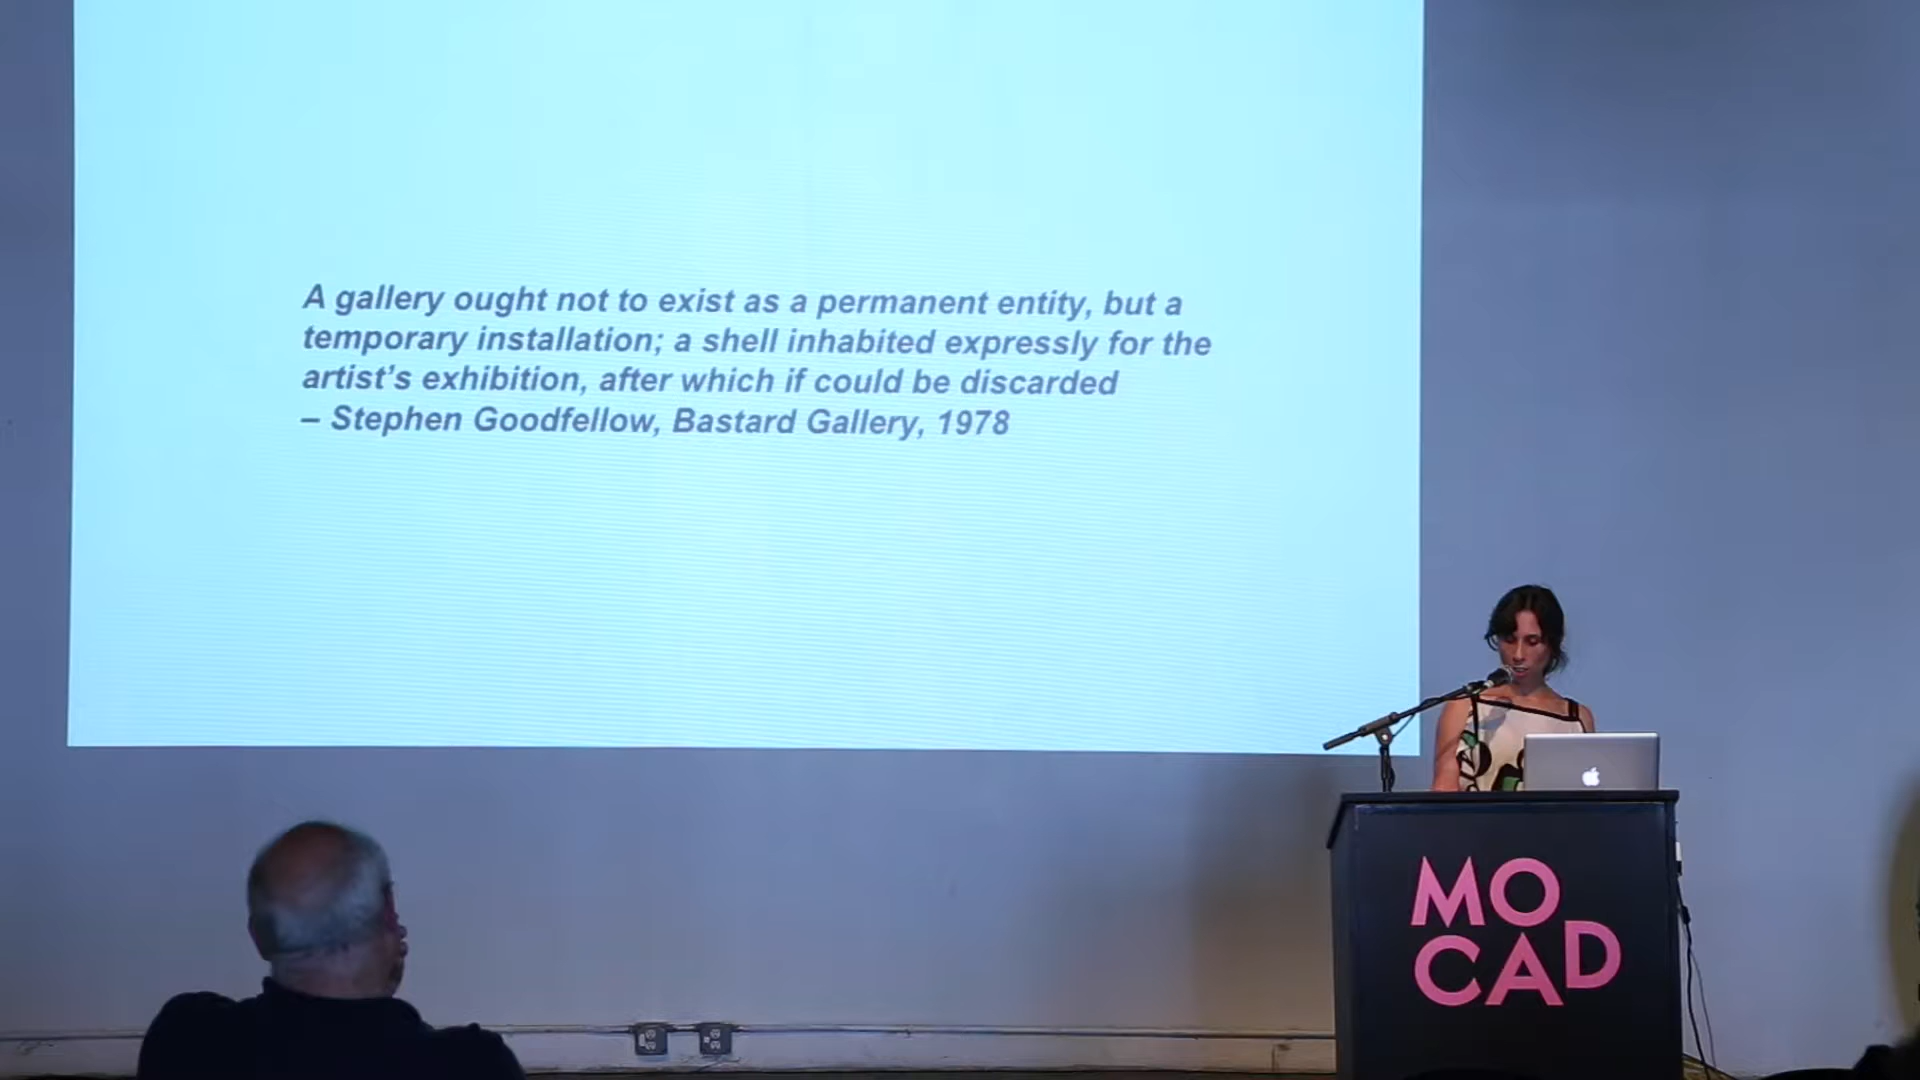 A gallery ought not to exist as a permanent entity, but a
temporary installation; a shell inhabited expressly for the
artist's exhibition, after which if could be discarded
– Stephen Goodfellow, Bastard Gallery, 1978
MO
CAD